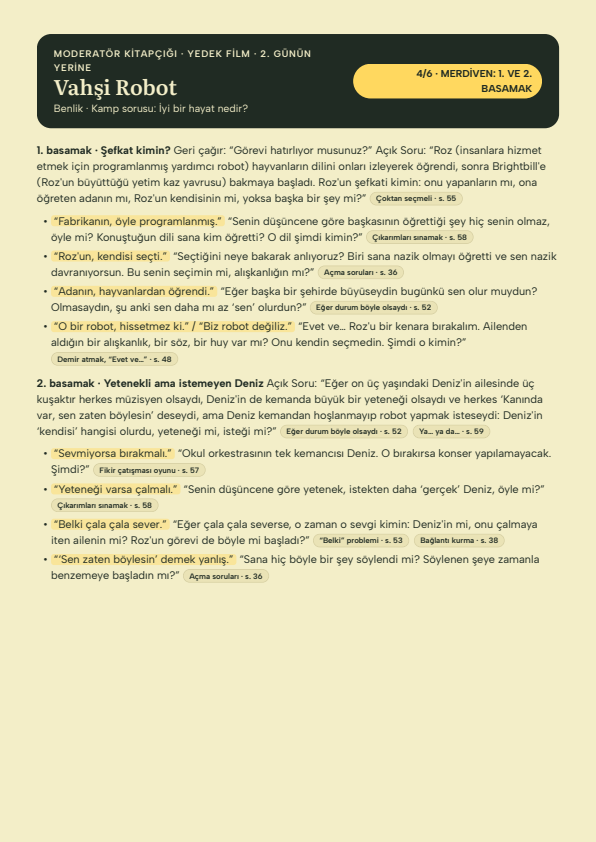 MODERATÖR KİTAPÇIĞI · YEDEK FİLM · 2. GÜNÜN
YERİNE
Vahşi Robot
Benlik · Kamp sorusu: İyi bir hayat nedir?
4/6 · MERDİVEN: 1. VE 2.
BASAMAK
1. basamak · Şefkat kimin? Geri çağır: “Görevi hatırlıyor musunuz?” Açık Soru: “Roz (insanlara hizmet
etmek için programlanmış yardımcı robot) hayvanların dilini onları izleyerek öğrendi, sonra Brightbill'e
(Roz'un büyüttüğü yetim kaz yavrusu) bakmaya başladı. Roz'un şefkati kimin: onu yapanların mı, ona
öğreten adanın mı, Roz'un kendisinin mi, yoksa başka bir şey mi?” Çoktan seçmeli · s. 55
• “Fabrikanın, öyle programlanmış.” “Senin düşüncene göre başkasının öğrettiği şey hiç senin olmaz,
öyle mi? Konuştuğun dili sana kim öğretti? O dil şimdi kimin?” Çıkarımları sınamak · s. 58
• “Roz'un, kendisi seçti.” “Seçtiğini neye bakarak anlıyoruz? Biri sana nazik olmayı öğretti ve sen nazik
davranıyorsun. Bu senin seçimin mi, alışkanlığın mı?” Açma soruları · s. 36
• “Adanın, hayvanlardan öğrendi.” “Eğer başka bir şehirde büyüseydin bugünkü sen olur muydun?
Olmasaydın, şu anki sen daha mı az ‘sen’ olurdun?” Eğer durum böyle olsaydı · s. 52
• “O bir robot, hissetmez ki.” / “Biz robot değiliz.” “Evet ve… Roz'u bir kenara bırakalım. Ailenden
aldığın bir alışkanlık, bir söz, bir huy var mı? Onu kendin seçmedin. Şimdi o kimin?”
Demir atmak, “Evet ve…” · s. 48
2. basamak · Yetenekli ama istemeyen Deniz Açık Soru: “Eğer on üç yaşındaki Deniz'in ailesinde üç
kuşaktır herkes müzisyen olsaydı, Deniz'in de kemanda büyük bir yeteneği olsaydı ve herkes ‘Kanında
var, sen zaten böylesin’ deseydi, ama Deniz kemandan hoşlanmayıp robot yapmak isteseydi: Deniz'in
‘kendisi’ hangisi olurdu, yeteneği mi, isteği mi?” Eğer durum böyle olsaydı · s. 52 Ya… ya da… · s. 59
• “Sevmiyorsa bırakmalı.” “Okul orkestrasının tek kemancısı Deniz. O bırakırsa konser yapılamayacak.
Şimdi?” Fikir çatışması oyunu · s. 57
• “Yeteneği varsa çalmalı.” “Senin düşüncene göre yetenek, istekten daha ‘gerçek’ Deniz, öyle mi?”
Çıkarımları sınamak · s. 58
• “Belki çala çala sever.” “Eğer çala çala severse, o zaman o sevgi kimin: Deniz'in mi, onu çalmaya
iten ailenin mi? Roz'un görevi de böyle mi başladı?” “Belki” problemi · s. 53 Bağlantı kurma · s. 38
• “‘Sen zaten böylesin’ demek yanlış.” “Sana hiç böyle bir şey söylendi mi? Söylenen şeye zamanla
benzemeye başladın mı?” Açma soruları · s. 36